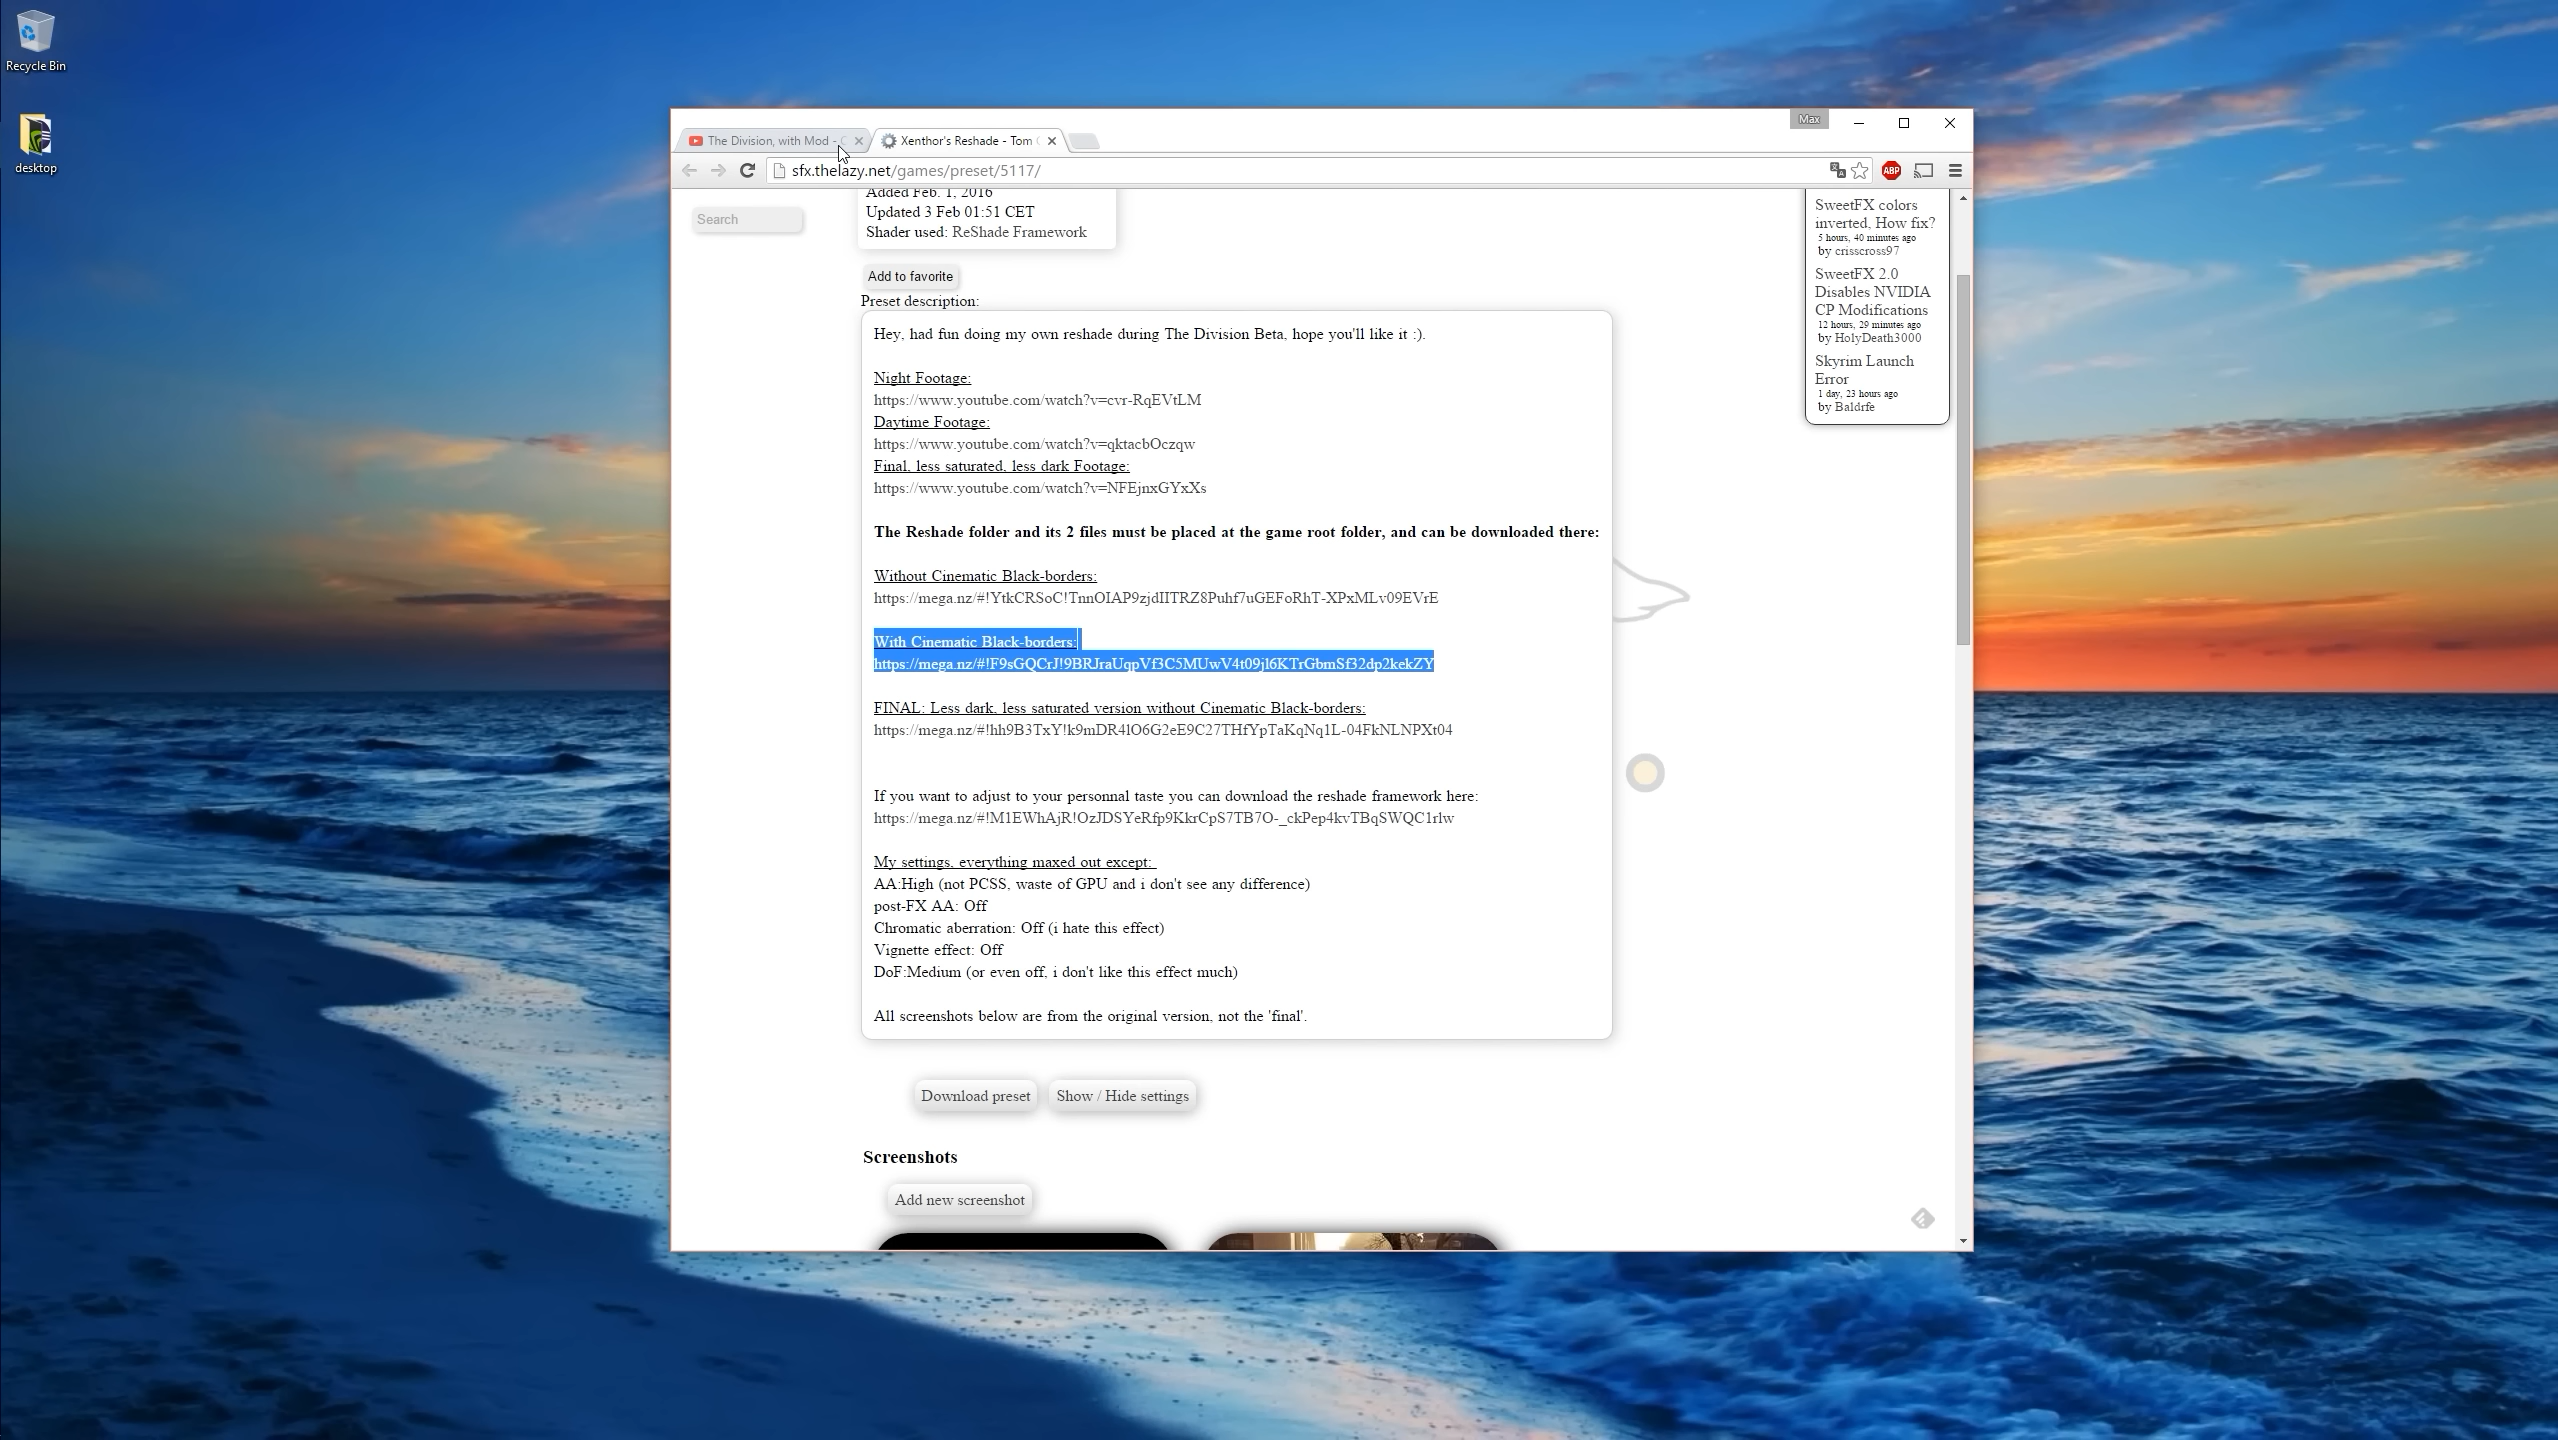 Recycle Bin
desktop
Max
The Division, with Mod -
Xenthor's Reshade - Tom
sfx.thelazy.net/games/preset/5117/
ABP
Search
Added Feb. 1, 2016
Updated 3 Feb 01:51 CET
Shader used: ReShade Framework
Add to favorite
Preset description:
Hey, had fun doing my own reshade during The Division Beta, hope you'll like it :).
Night Footage:
https://www.youtube.com/watch?v=cvr-RqEVtLM
Daytime Footage:
https://www.youtube.com/watch?v=qktacbOczqw
Final, less saturated, less dark Footage:
https://www.youtube.com/watch?v=NFEjnxGYxXs
The Reshade folder and its 2 files must be placed at the game root folder, and can be downloaded there:
Without Cinematic Black-borders:
https://mega.nz/#!YtkCRSoC!TnnOIAP9zjdIITRZ8Puhf7uGEFoRhT-XPxMLv09EVrE
With Cinematic Black-borders:
https://mega.nz/#!F9sGQCrJ!9BRJraUqpVf3C5MUwV4t09jl6KTrGbmSf32dp2kekZY
FINAL: Less dark, less saturated version without Cinematic Black-borders:
https://mega.nz/#!hh9B3TxY!k9mDR4lO6G2eE9C27THfYpTaKqNq1L-04FkNLNPXt04
If you want to adjust to your personnal taste you can download the reshade framework here:
https://mega.nz/#!M1EWhAjR!OzJDSYeRfp9KkrCpS7TB7O-_ckPep4kvTBqSWQC1rlw
My settings, everything maxed out except:
AA:High (not PCSS, waste of GPU and i don't see any difference)
post-FX AA: Off
Chromatic aberration: Off (i hate this effect)
Vignette effect: Off
DoF:Medium (or even off, i don't like this effect much)
All screenshots below are from the original version, not the 'final'.
Download preset
Show / Hide settings
Screenshots
Add new screenshot
SweetFX colors
inverted, How fix?
5 hours, 40 minutes ago
by crisscross97
SweetFX 2.0
Disables NVIDIA
CP Modifications
12 hours, 29 minutes ago
by HolyDeath3000
Skyrim Launch
Error
1 day, 23 hours ago
by Baldrfe